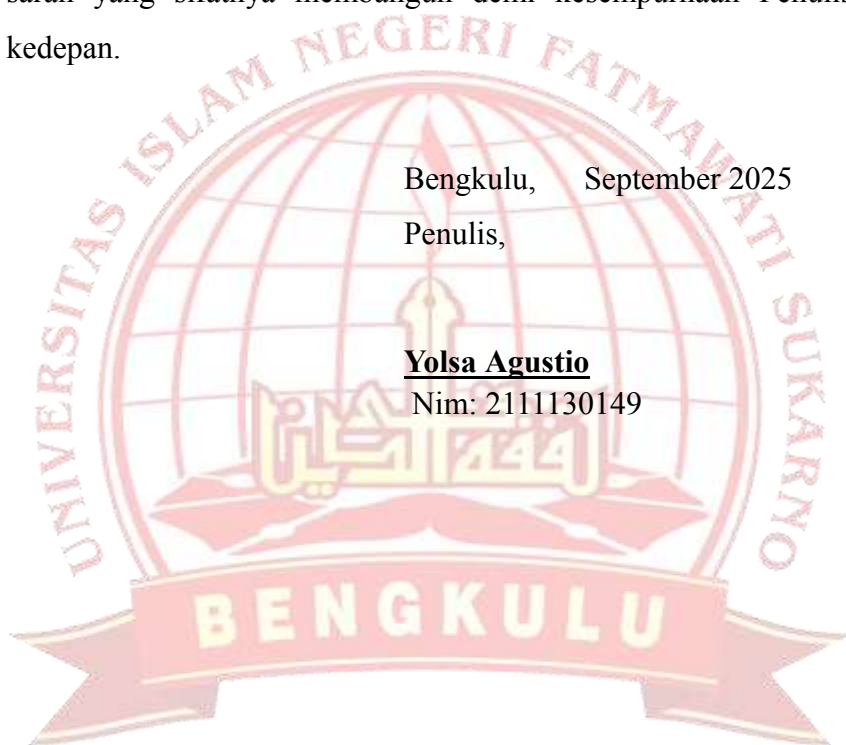 saran yang sifatnya membangun demi kesempurnaan Penulis
kedepan.
Bengkulu, September 2025
Penulis,
Yolsa Agustio
Nim: 2111130149
UNIVERSITAS ISLAM NEGERI FATMAWATI SUKARNO
BENGKULU